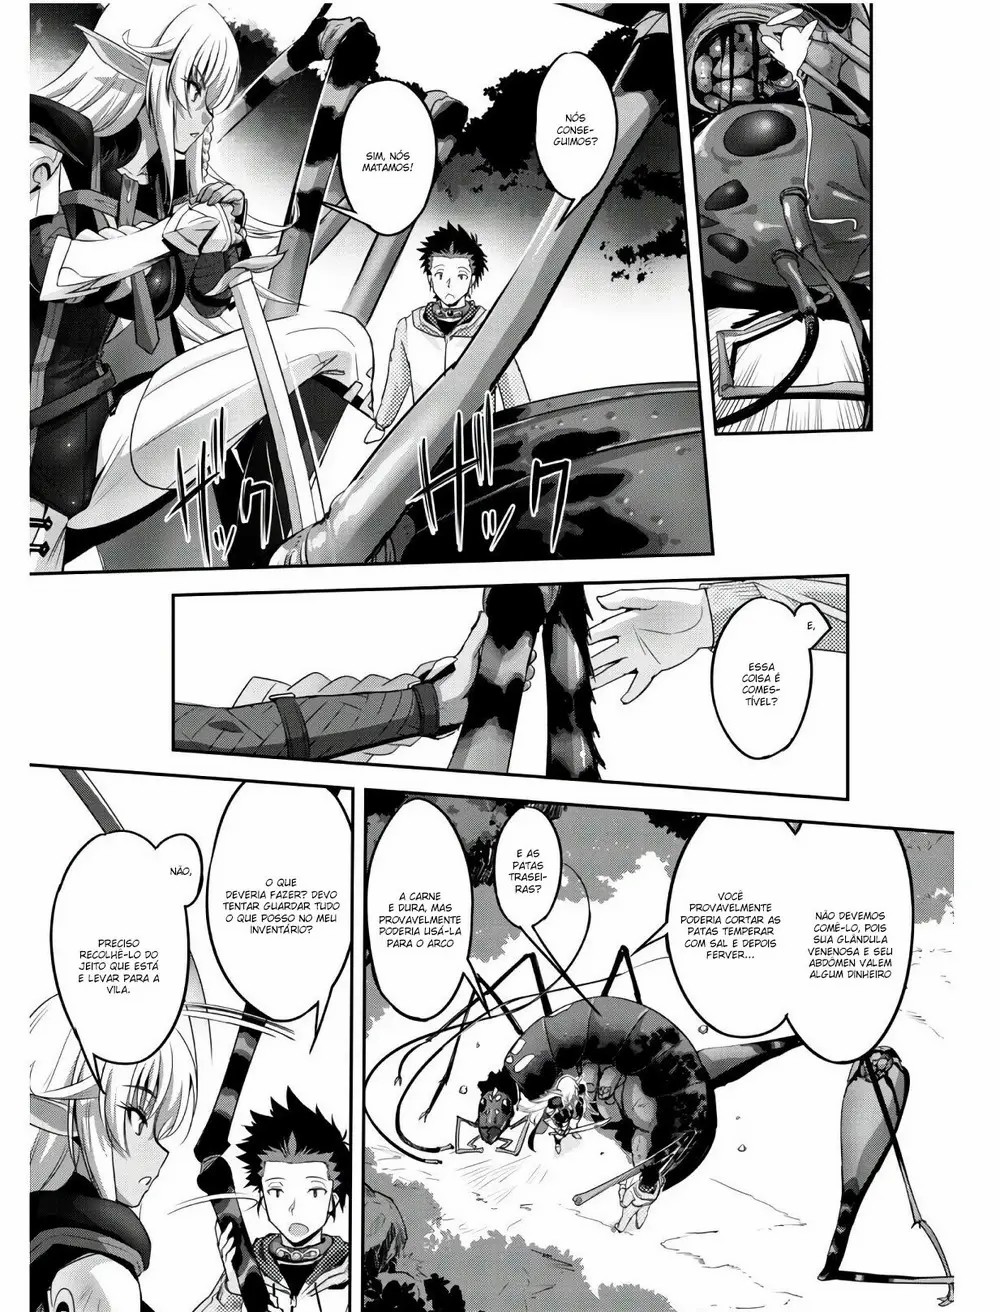 NÓS
CONSE-
GUIMOS?
SIM, NÓS
MATAMOS!
ザック
ザック
E,
ESSA
COISA É
COMES-
TÍVEL?
NÃO DEVEMOS
COMÊ-LO, POIS
SUA GLÂNDULA
VENENOSA E SEU
ABDÔMEN VALEM
ALGUM DINHEIRO
VOCÊ
PROVAVELMENTE
PODERIA CORTAR AS
PATAS TEMPERAR
COM SAL E DEPOIS
FERVER...
E AS
PATAS
TRASEI-
RAS?
A CARNE
E DURA, MAS
PROVAVELMENTE
PODERIA USÁ-LA
PARA O ARCO
O QUE
DEVERIA FAZER? DEVO
TENTAR GUARDAR TUDO
O QUE POSSO NO MEU
INVENTÁRIO?
NÃO,
PRECISO
RECOLHÊ-LO DO
JEITO QUE ESTÁ
E LEVAR PARA A
VILA.